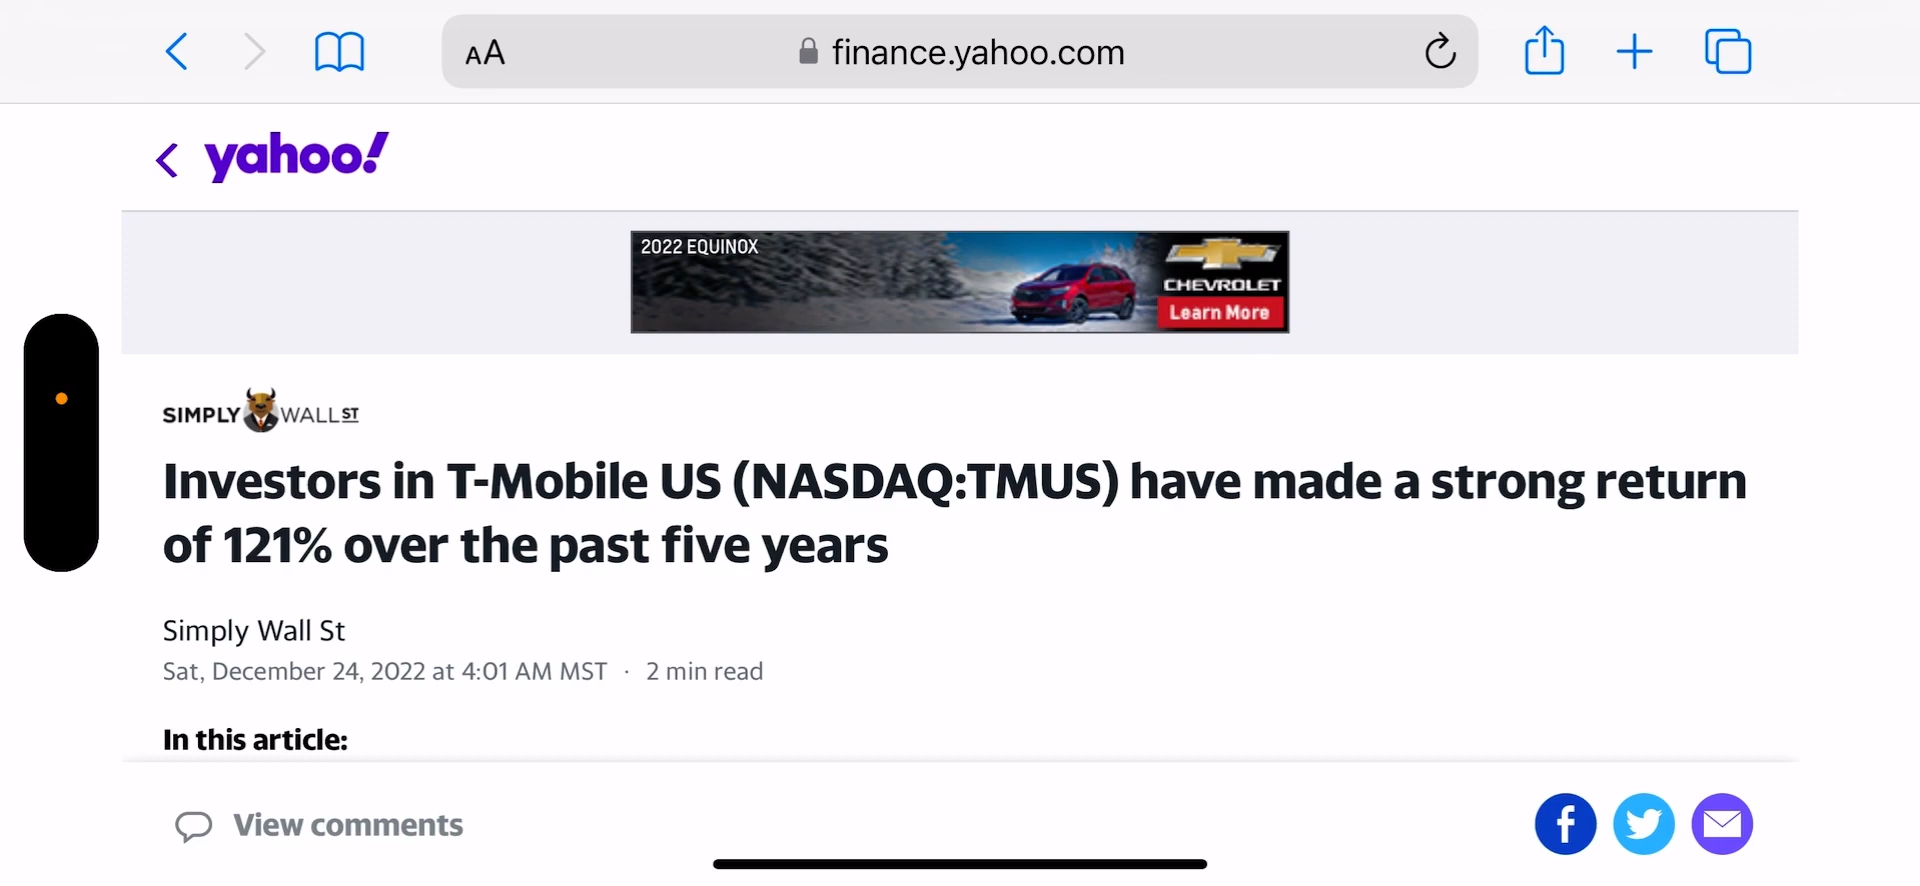 AA
finance.yahoo.com
yahoo!
2022 EQUINOX
CHEVROLET
Learn More
SIMPLY WALL ST
Investors in T-Mobile US (NASDAQ:TMUS) have made a strong return
of 121% over the past five years
Simply Wall St
Sat, December 24, 2022 at 4:01 AM MST · 2 min read
In this article:
View comments